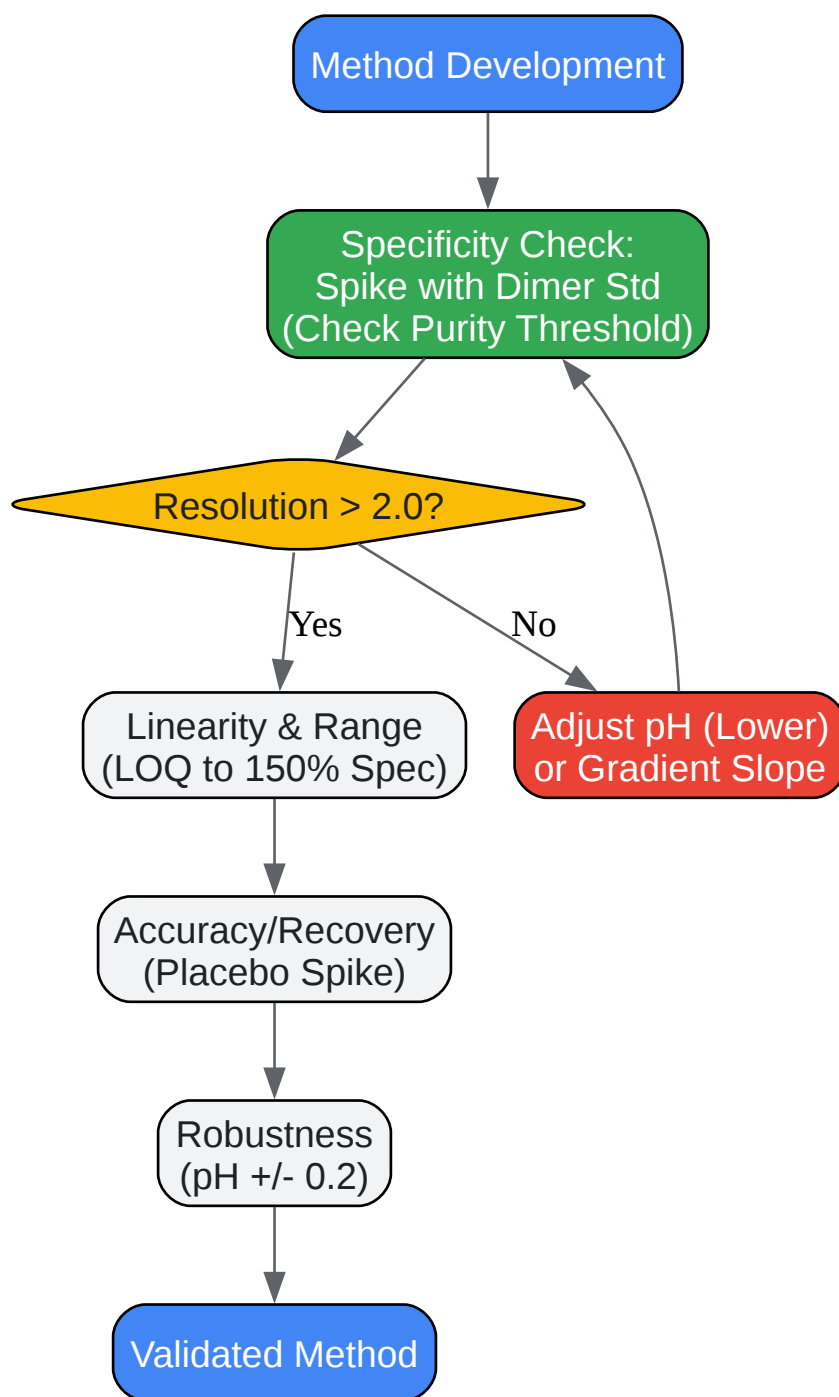 Method Development
Specificity Check:
Spike with Dimer Std
(Check Purity Threshold)
Resolution > 2.0?
Yes
No
Linearity & Range
(LOQ to 150% Spec)
Adjust pH (Lower)
or Gradient Slope
Accuracy/Recovery
(Placebo Spike)
Robustness
(pH +/- 0.2)
Validated Method